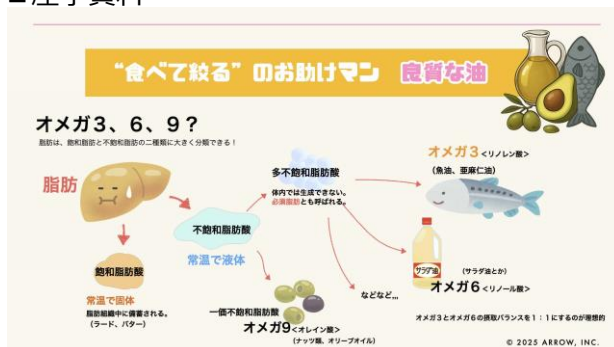 “食べて絞る”のお助けマン 良質な油
オメガ3、6、9?
脂肪は、飽和脂肪酸と不飽和脂肪酸の二種類に大きく分類できる!
脂肪
飽和脂肪酸
常温で固体
脂肪組織中に備蓄される。
(ラード、バター)
不飽和脂肪酸
常温で液体
多不飽和脂肪酸
体内では生成できない。
必須脂肪とも呼ばれる。
一価不飽和脂肪酸
オメガ9<オレイン酸>
(ナッツ類、オリーブオイル)
などなど...
オメガ3<リノレン酸>
(魚油、亜麻仁油)
サラダ油
(サラダ油とか)
オメガ6<リノール酸>
オメガ3とオメガ6の摂取バランスを1:1にするのが理想的
© 2025 ARROW, INC.